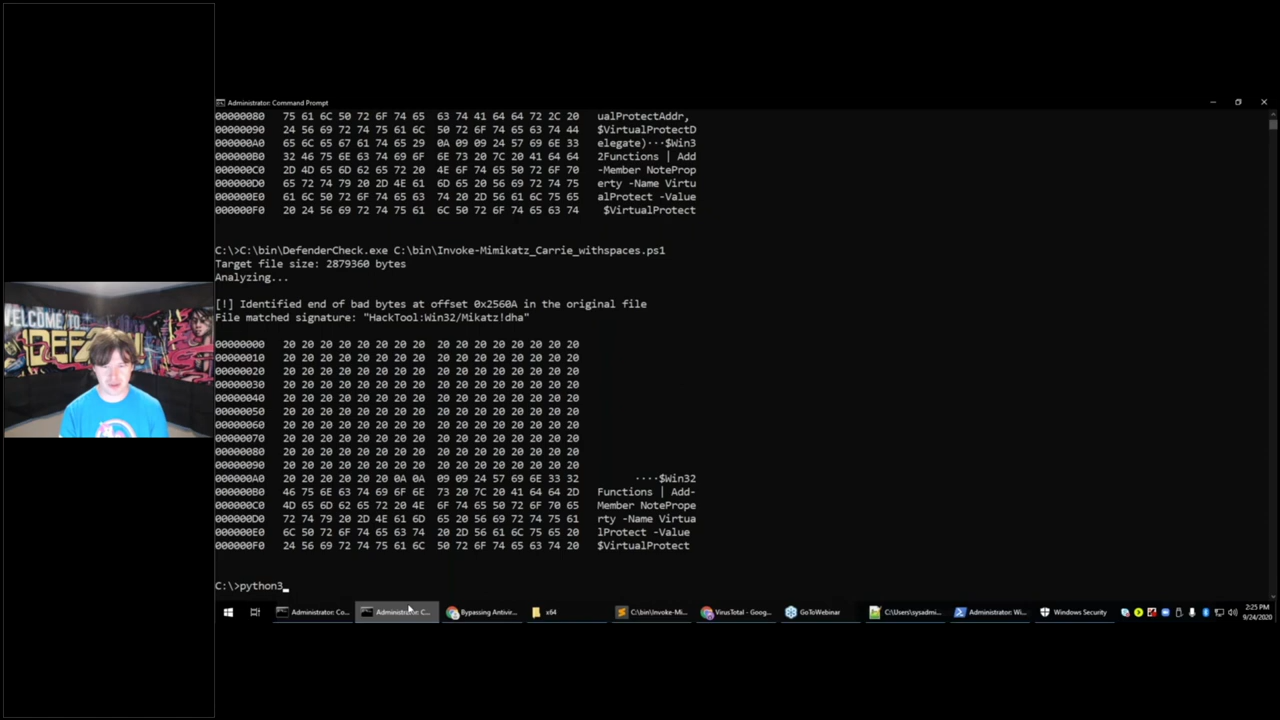 Administrator: Command Prompt
00000080 75 61 6C 50 72 6F 74 65 63 74 41 64 64 72 2C 20 ualProtectAddr,
00000090 24 56 69 72 74 75 61 6C 50 72 6F 74 65 63 74 44 $VirtualProtectD
000000A0 65 6C 65 67 61 74 65 29 0A 09 09 24 57 69 6E 33 elegate)···$Win3
000000B0 32 46 75 6E 63 74 69 6F 6E 73 20 7C 20 41 64 64 2Functions | Add
000000C0 2D 4D 65 6D 62 65 72 20 4E 6F 74 65 50 72 6F 70 -Member NoteProp
000000D0 65 72 74 79 20 2D 4E 61 6D 65 20 56 69 72 74 75 erty -Name Virtu
000000E0 61 6C 50 72 6F 74 65 63 74 20 2D 56 61 6C 75 65 alProtect -Value
000000F0 20 24 56 69 72 74 75 61 6C 50 72 6F 74 65 63 74 $VirtualProtect
C:\>C:\bin\DefenderCheck.exe C:\bin\Invoke-Mimikatz_Carrie_withspaces.ps1
Target file size: 2879360 bytes
Analyzing...
[!] Identified end of bad bytes at offset 0x2560A in the original file
File matched signature: "HackTool:Win32/Mikatz!dha"
00000000 20 20 20 20 20 20 20 20 20 20 20 20 20 20 20 20
00000010 20 20 20 20 20 20 20 20 20 20 20 20 20 20 20 20
00000020 20 20 20 20 20 20 20 20 20 20 20 20 20 20 20 20
00000030 20 20 20 20 20 20 20 20 20 20 20 20 20 20 20 20
00000040 20 20 20 20 20 20 20 20 20 20 20 20 20 20 20 20
00000050 20 20 20 20 20 20 20 20 20 20 20 20 20 20 20 20
00000060 20 20 20 20 20 20 20 20 20 20 20 20 20 20 20 20
00000070 20 20 20 20 20 20 20 20 20 20 20 20 20 20 20 20
00000080 20 20 20 20 20 20 20 20 20 20 20 20 20 20 20 20
00000090 20 20 20 20 20 20 20 20 20 20 20 20 20 20 20 20
000000A0 20 20 20 20 20 20 0A 0A 09 09 24 57 69 6E 33 32 ····$Win32
000000B0 46 75 6E 63 74 69 6F 6E 73 20 7C 20 41 64 64 2D Functions | Add-
000000C0 4D 65 6D 62 65 72 20 4E 6F 74 65 50 72 6F 70 65 Member NotePrope
000000D0 72 74 79 20 2D 4E 61 6D 65 20 56 69 72 74 75 61 rty -Name Virtua
000000E0 6C 50 72 6F 74 65 63 74 20 2D 56 61 6C 75 65 20 lProtect -Value
000000F0 24 56 69 72 74 75 61 6C 50 72 6F 74 65 63 74 20 $VirtualProtect
WELCOME TO...
DEF
C:\>python3_
Administrator: Co... Administrator: C... Bypassing Antivir... x64 C:\bin\Invoke-Mi... VirusTotal - Goog... GoToWebinar C:\Users\sysadmi... Administrator: Wi... Windows Security 2:25 PM
9/24/2020